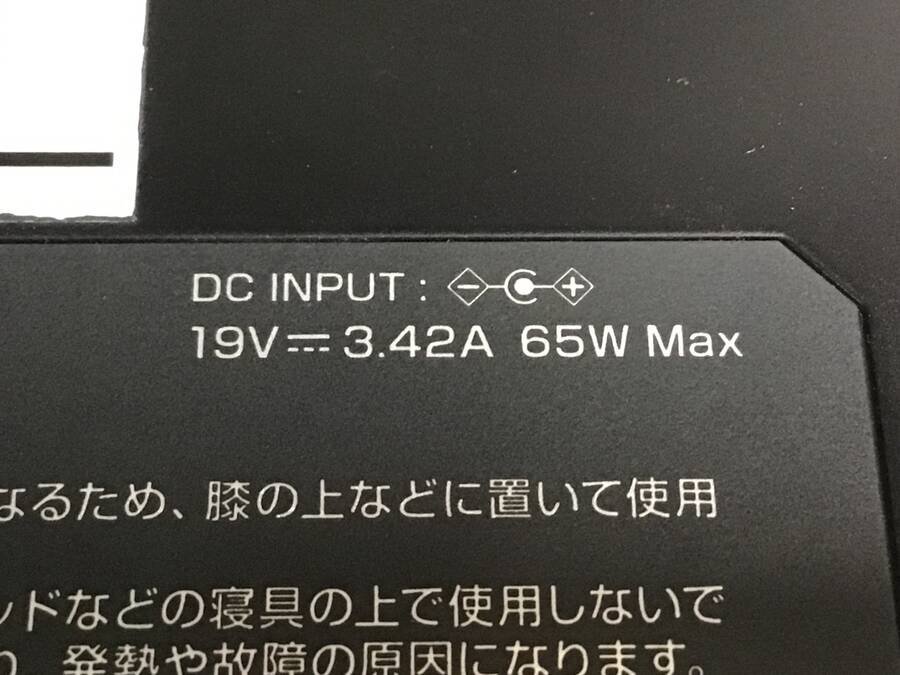 DC INPUT :
19V⎓3.42A 65W Max
なるため、膝の上などに置いて使用
ッドなどの寝具の上で使用しないで
発熱や故障の原因になります。